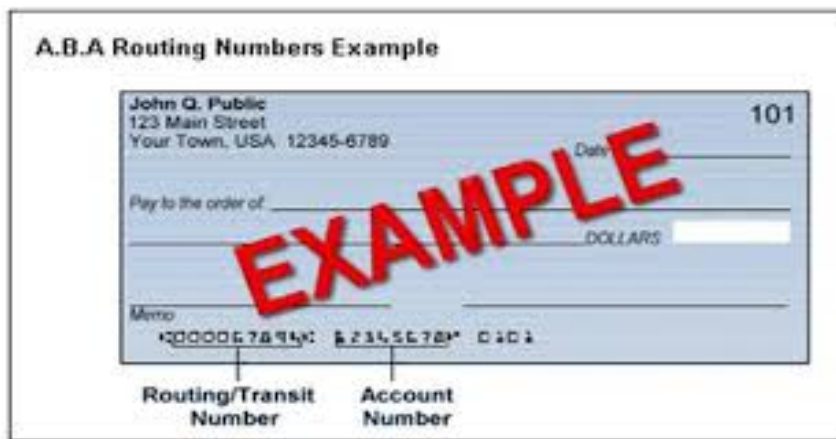 A.B.A Routing Numbers Example
John Q. Public
101
123 Main Street
Your Town, USA 12345-6789
Date
Pay to the order of
EXAMPLE
DOLLARS
Memo
0101
Routing/Transit Account
Number Number